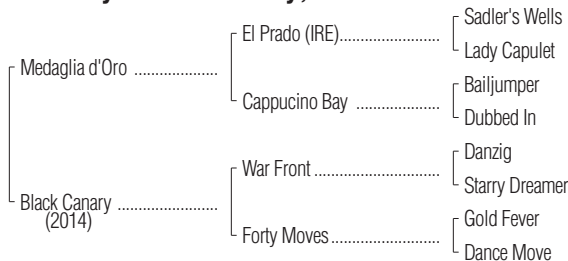 Sadler's Wells
El Prado (IRE)....................
Lady Capulet
Medaglia d'Oro .................
Bailjumper
Cappucino Bay .................
Dubbed In
Danzig
War Front ..........................
Starry Dreamer
Black Canary ....................
(2014)
Gold Fever
Forty Moves......................
Dance Move